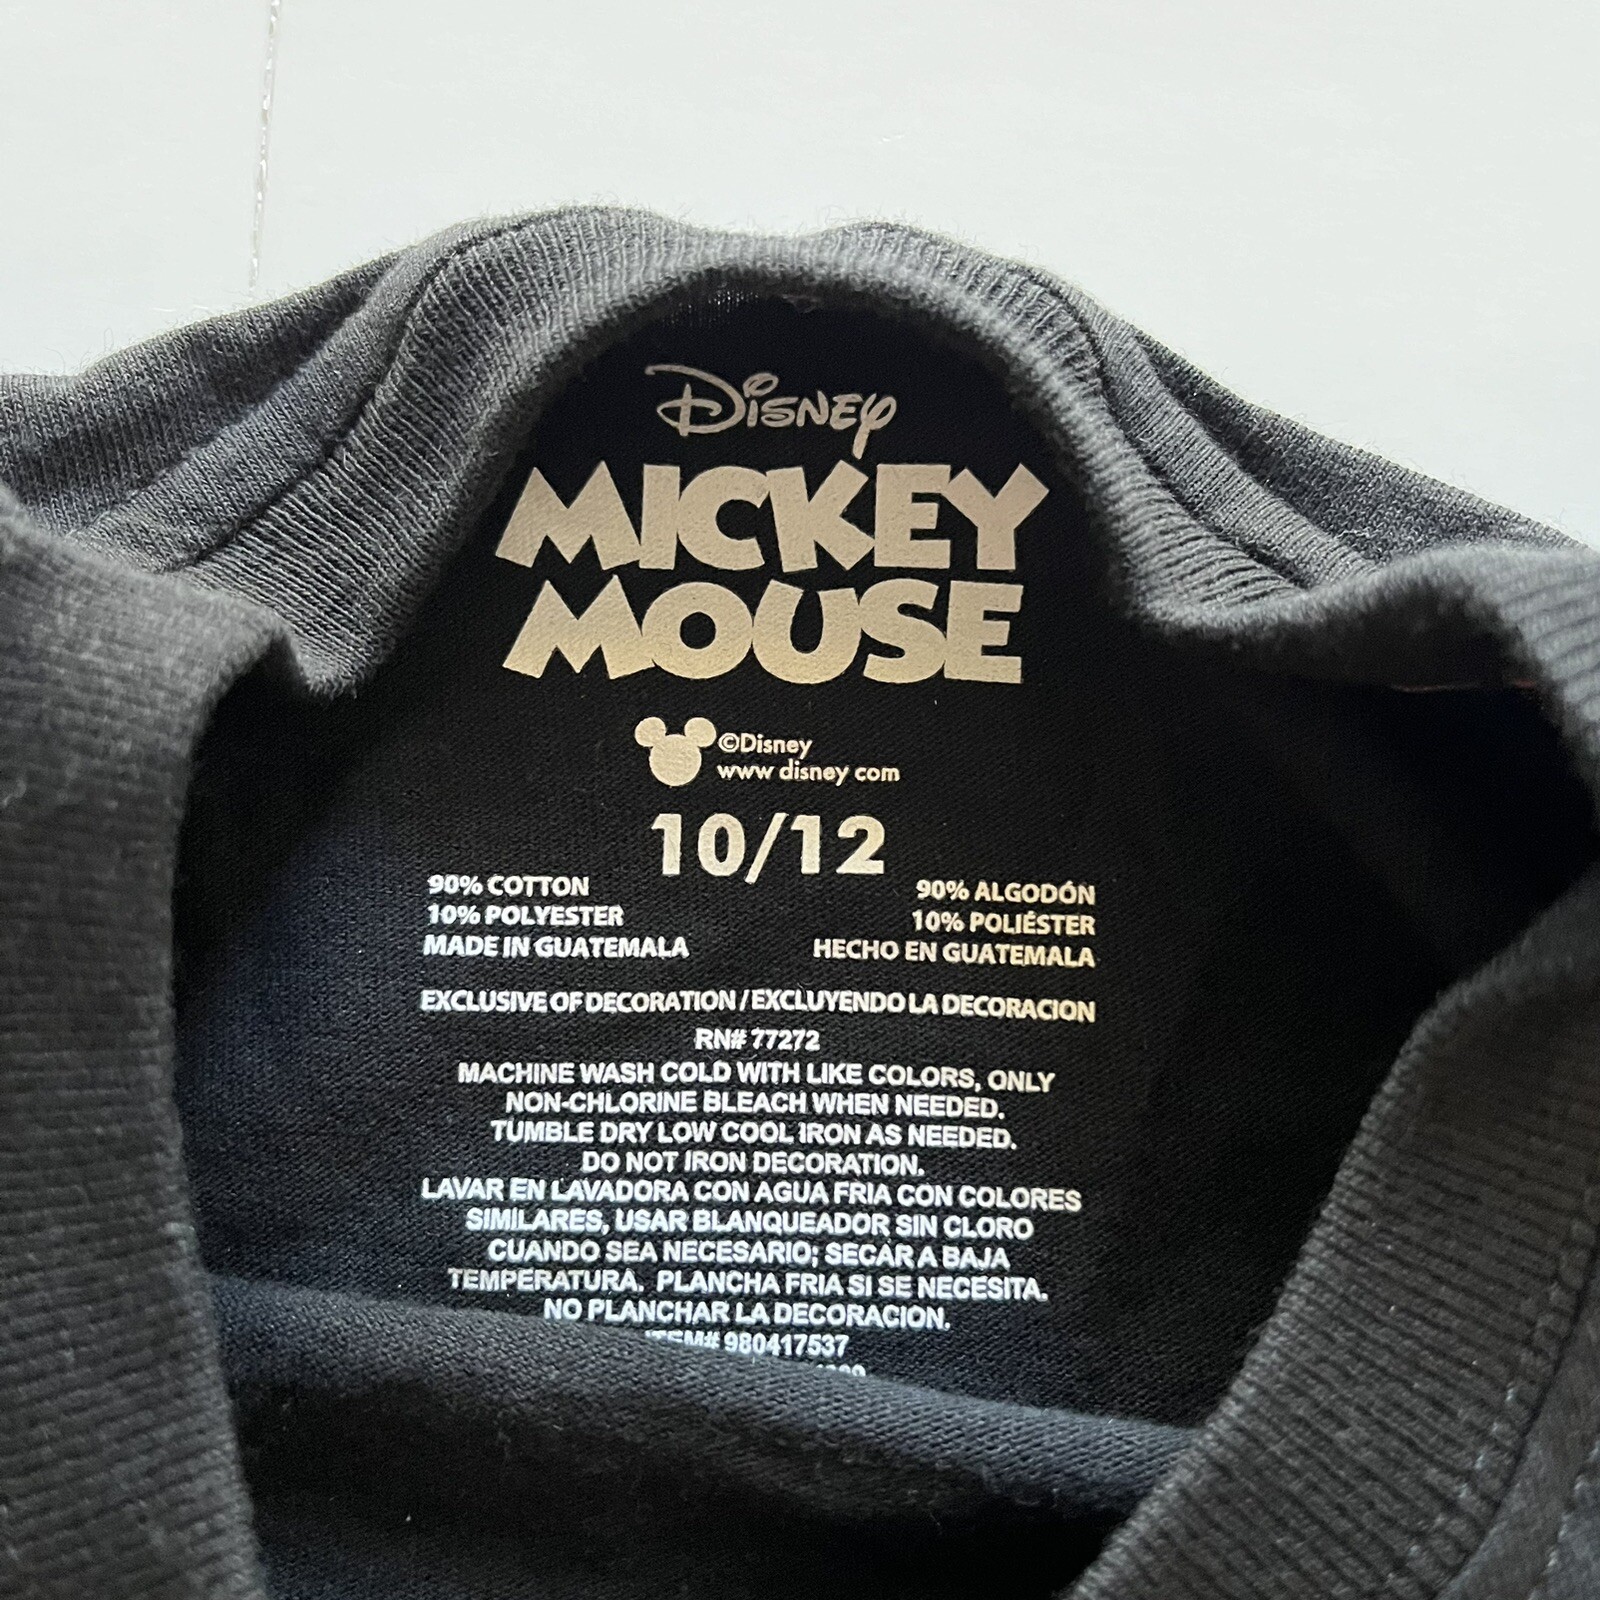 Disney
MICKEY
MOUSE
©Disney
www disney com
10/12
90% COTTON
10% POLYESTER
MADE IN GUATEMALA
90% ALGODÓN
10% POLIÉSTER
HECHO EN GUATEMALA
EXCLUSIVE OF DECORATION / EXCLUYENDO LA DECORACION
RN# 77272
MACHINE WASH COLD WITH LIKE COLORS, ONLY
NON-CHLORINE BLEACH WHEN NEEDED.
TUMBLE DRY LOW COOL IRON AS NEEDED.
DO NOT IRON DECORATION.
LAVAR EN LAVADORA CON AGUA FRIA CON COLORES
SIMILARES, USAR BLANQUEADOR SIN CLORO
CUANDO SEA NECESARIO; SECAR A BAJA
TEMPERATURA. PLANCHA FRIA SI SE NECESITA.
NO PLANCHAR LA DECORACION.
ITEM# 980417537